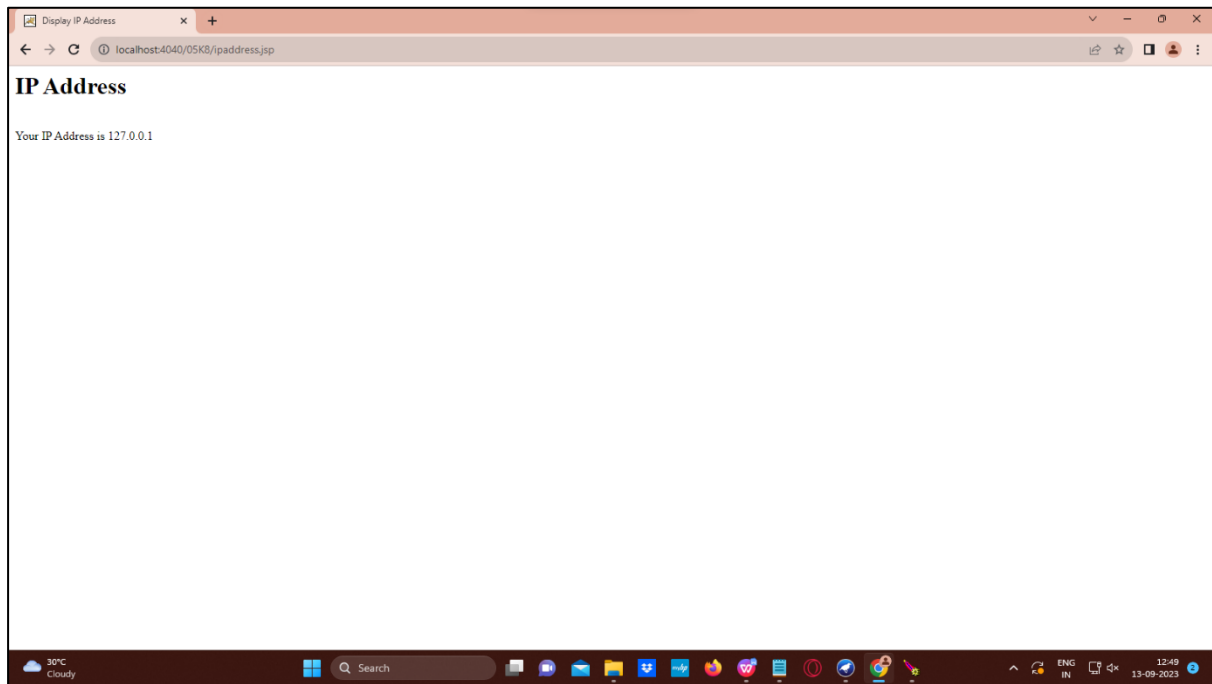 Display IP Address
localhost:4040/05K8/ipaddress.jsp
IP Address
Your IP Address is 127.0.0.1
30°C
Cloudy
Search
ENG
IN
12:49
13-09-2023
2